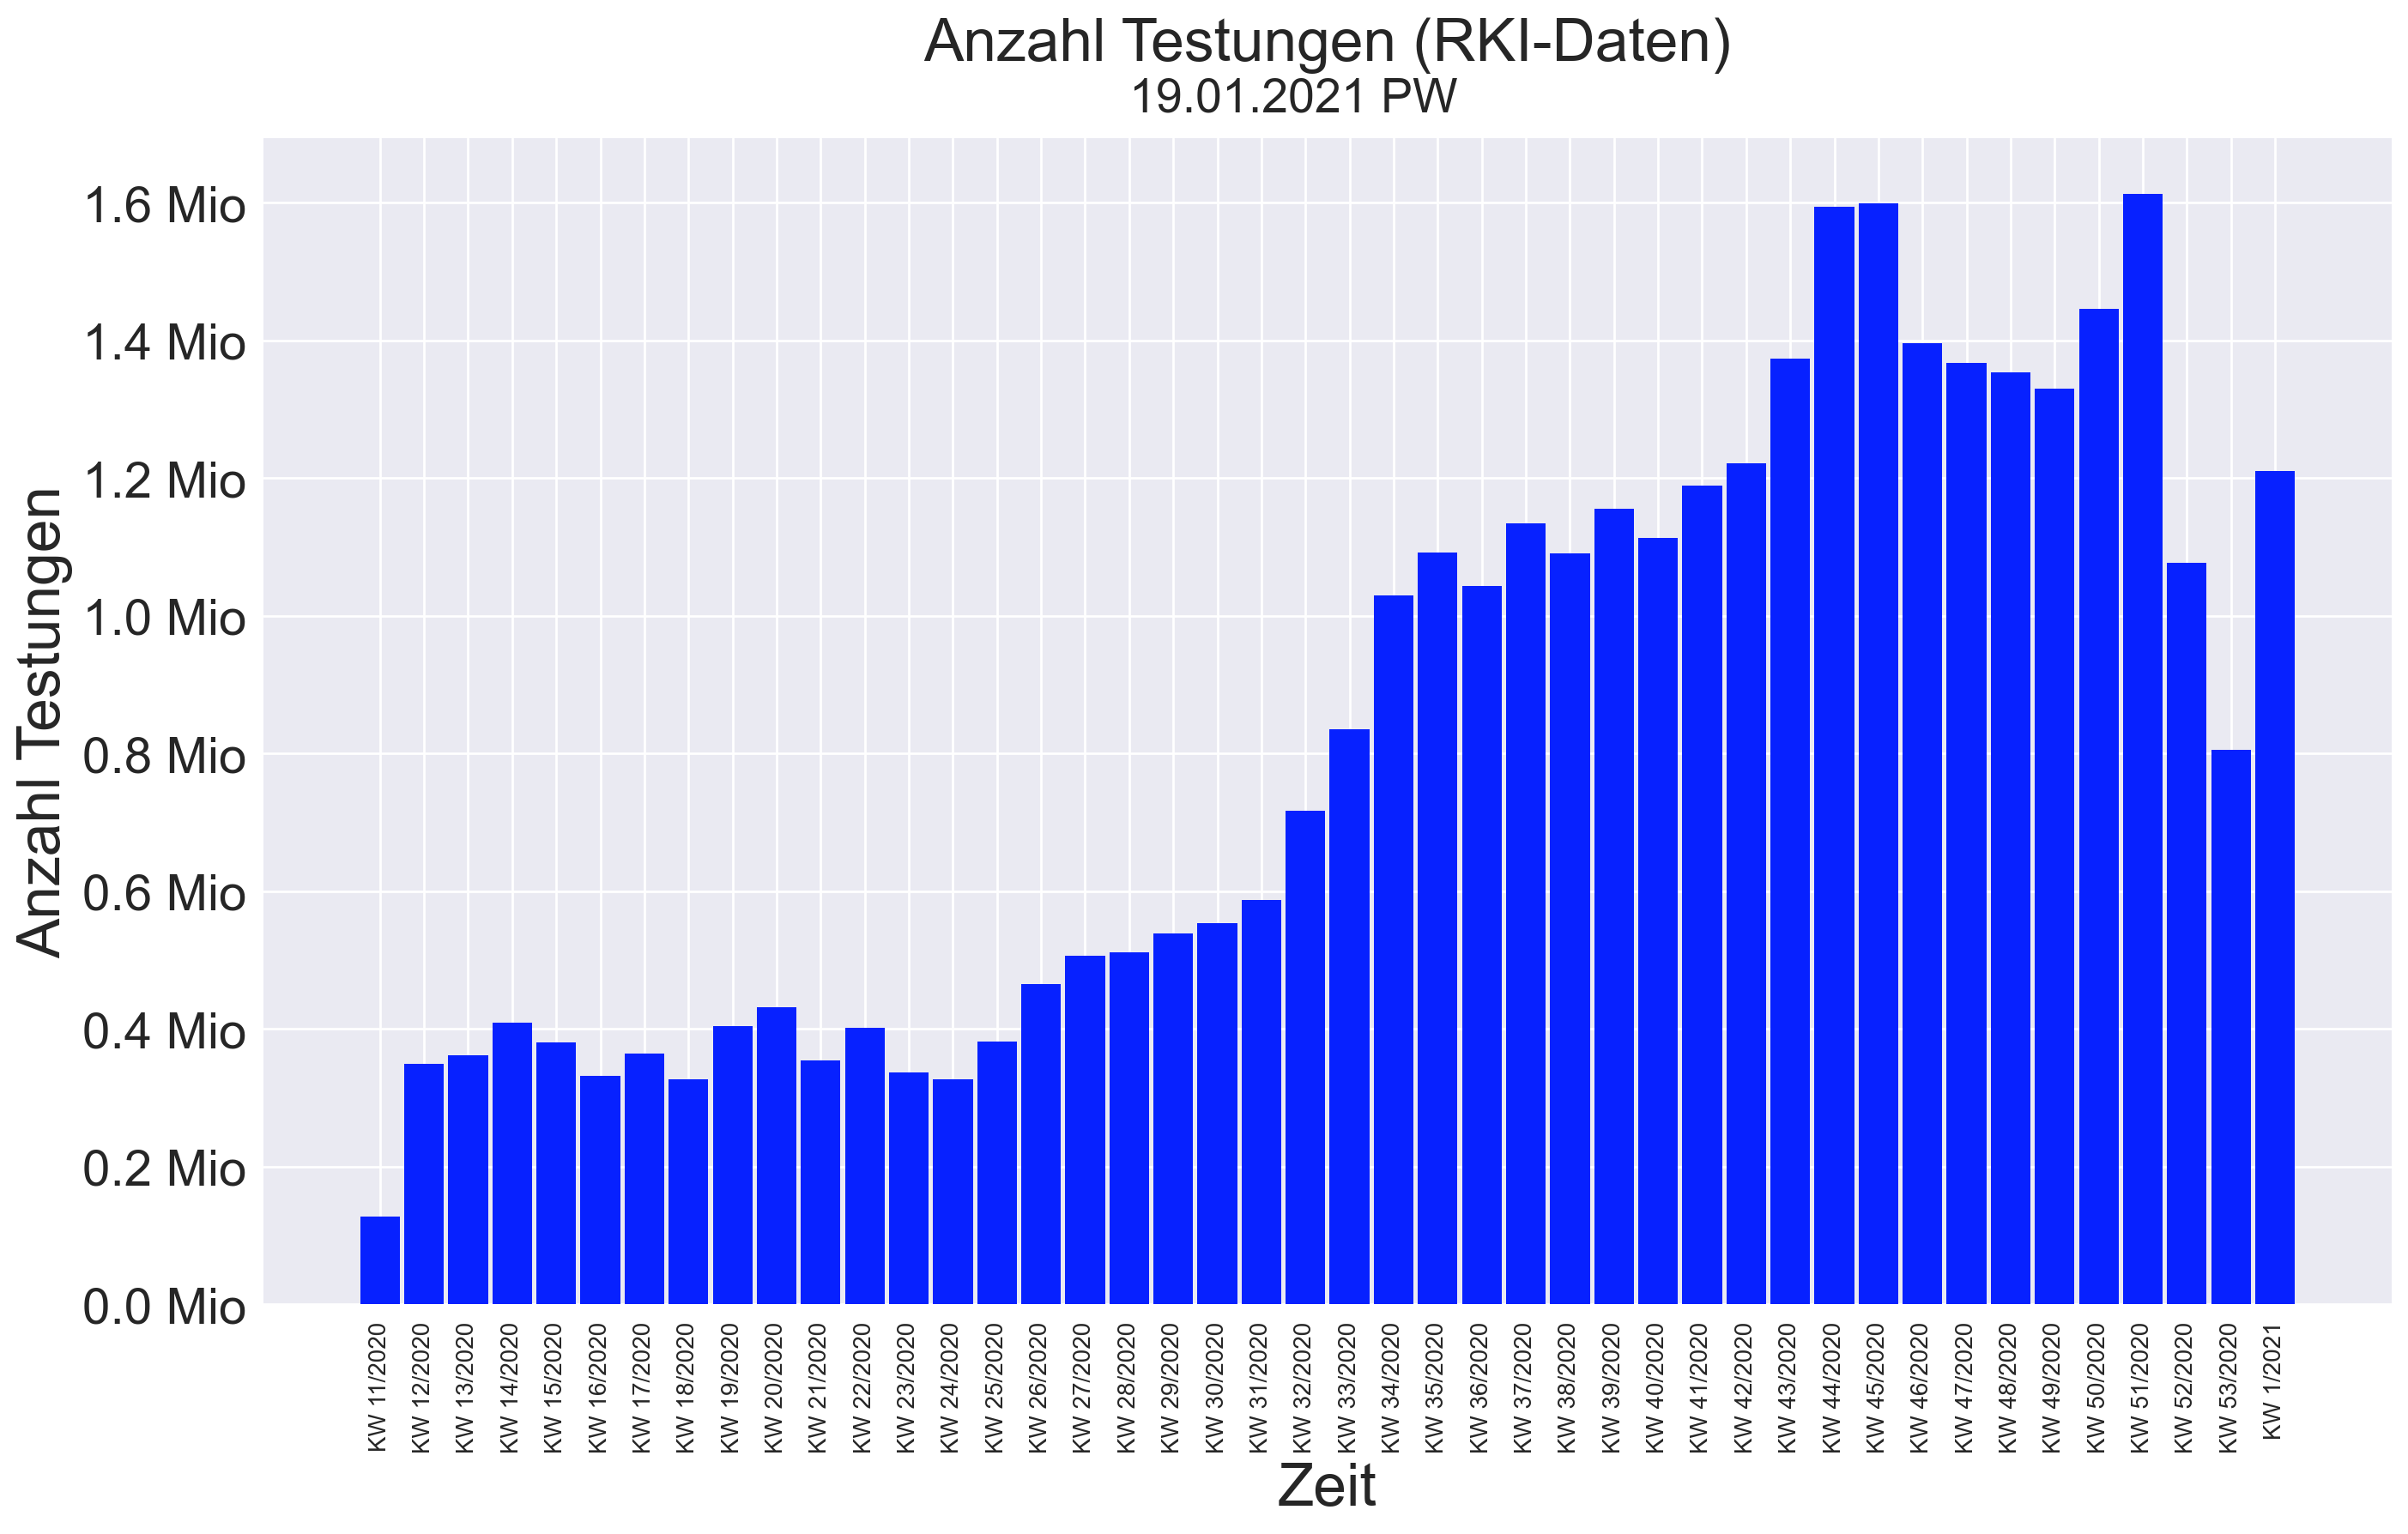 Anzahl Testungen (RKI-Daten)
19.01.2021 PW
Anzahl Testungen
1.6 Mio
1.4 Mio
1.2 Mio
1.0 Mio
0.8 Mio
0.6 Mio
0.4 Mio
0.2 Mio
0.0 Mio
KW 11/2020
KW 12/2020
KW 13/2020
KW 14/2020
KW 15/2020
KW 16/2020
KW 17/2020
KW 18/2020
KW 19/2020
KW 20/2020
KW 21/2020
KW 22/2020
KW 23/2020
KW 24/2020
KW 25/2020
KW 26/2020
KW 27/2020
KW 28/2020
KW 29/2020
KW 30/2020
KW 31/2020
KW 32/2020
KW 33/2020
KW 34/2020
KW 35/2020
KW 36/2020
KW 37/2020
KW 38/2020
KW 39/2020
KW 40/2020
KW 41/2020
KW 42/2020
KW 43/2020
KW 44/2020
KW 45/2020
KW 46/2020
KW 47/2020
KW 48/2020
KW 49/2020
KW 50/2020
KW 51/2020
KW 52/2020
KW 53/2020
KW 1/2021
Zeit